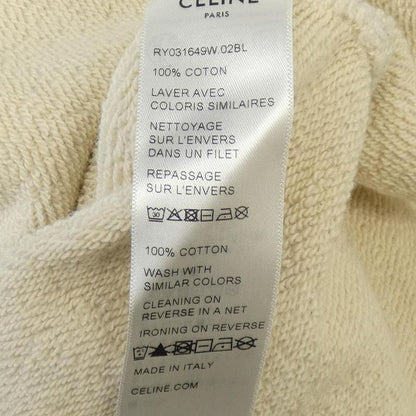 CELINE
PARIS
RY031649W.02BL
100% COTON
LAVER AVEC
COLORIS SIMILAIRES
NETTOYAGE
SUR L'ENVERS
DANS UN FILET
REPASSAGE
SUR L'ENVERS
30
100% COTTON
WASH WITH
SIMILAR COLORS
CLEANING ON
REVERSE IN A NET
IRONING ON REVERSE
MADE IN ITALY
CELINE.COM